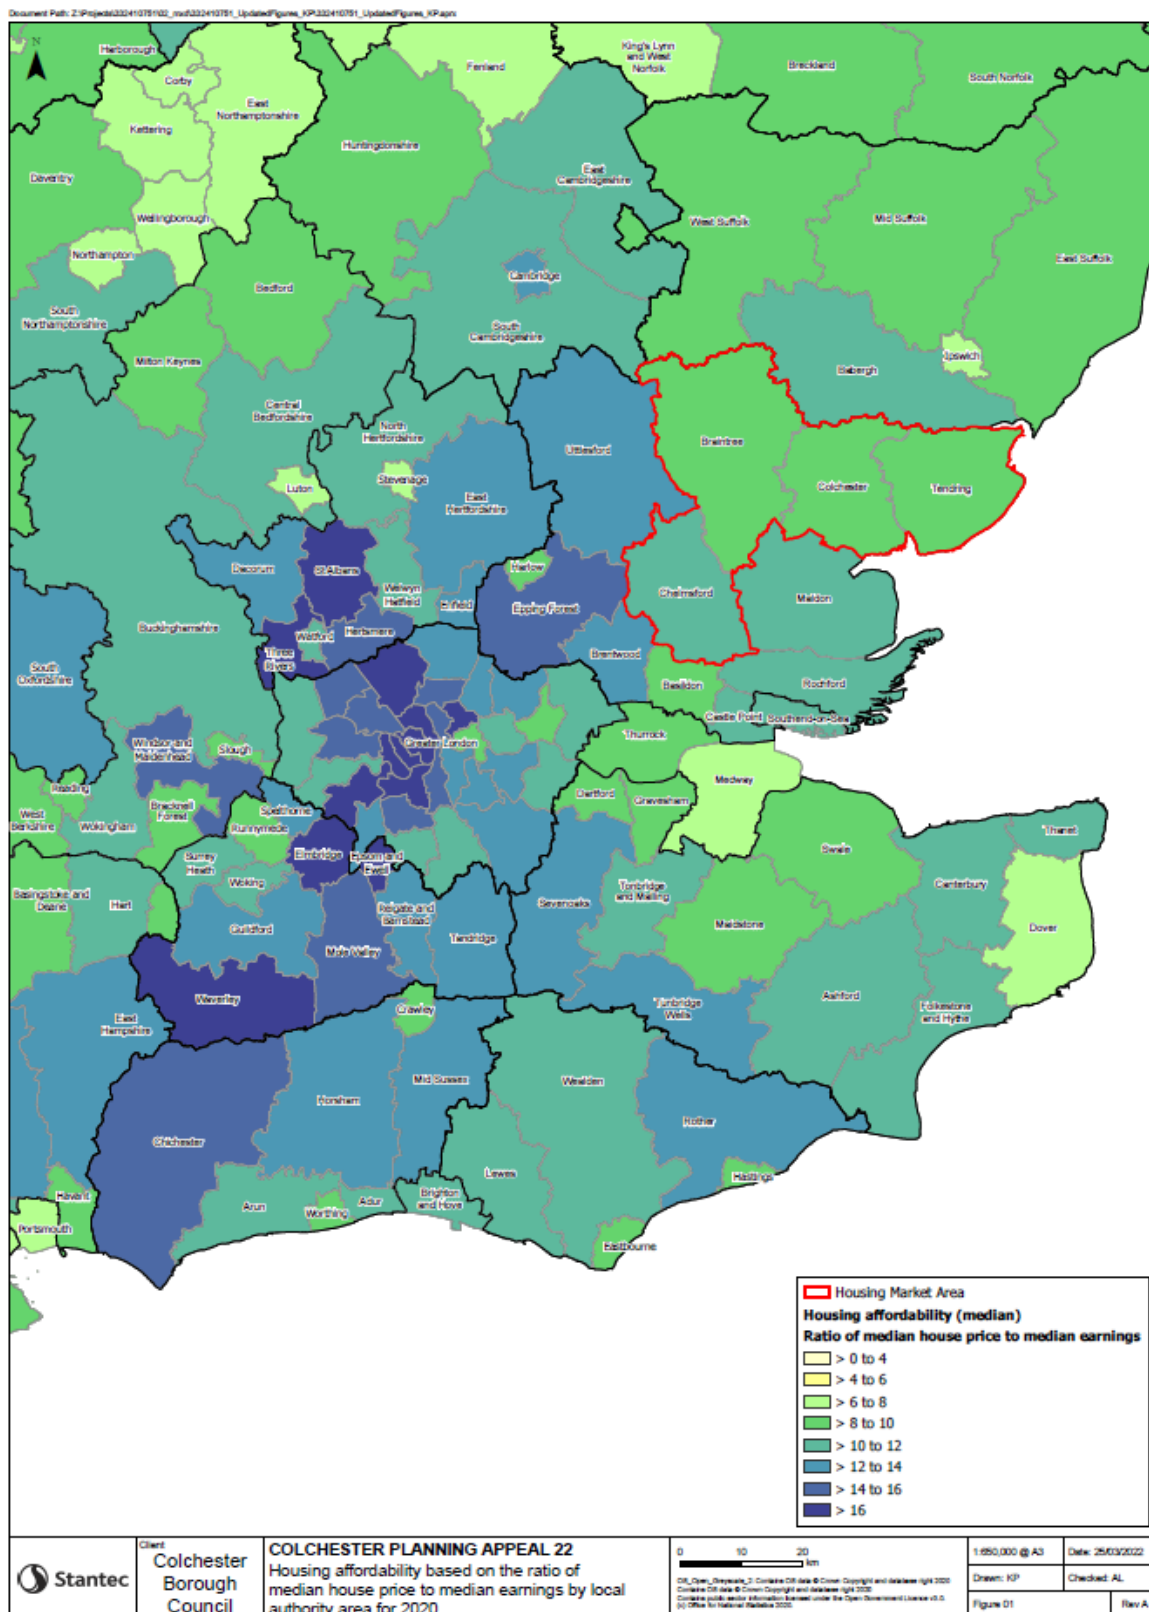 Harborough
Corby
Kettering
East
Northamptonshire
Fenland
King's Lynn
and West
Norfolk
Breckland
South Norfolk
Huntingdonshire
Daventry
Wellingborough
Northampton
East
Cambridgeshire
West Suffolk
Mid Suffolk
East Suffolk
Bedford
Cambridge
South
Northamptonshire
South
Cambridgeshire
Milton Keynes
Ipswich
Babergh
Central
Bedfordshire
North
Hertfordshire
Uttlesford
Braintree
Luton
Stevenage
East
Hertfordshire
Colchester
Tendring
Dacorum
St Albans
Welwyn
Hatfield
Harlow
Enfield
Epping Forest
Chelmsford
Maldon
Buckinghamshire
Watford
Hertsmere
Three
Rivers
Brentwood
South
Oxfordshire
Basildon
Rochford
Castle Point
Southend-on-Sea
Windsor and
Maidenhead
Slough
Greater London
Thurrock
Medway
Reading
West
Berkshire
Wokingham
Bracknell
Forest
Spelthorne
Runnymede
Dartford
Gravesham
Surrey
Heath
Woking
Elmbridge
Epsom and
Ewell
Swale
Thanet
Canterbury
Basingstoke and
Deane
Hart
Guildford
Mole Valley
Reigate and
Banstead
Tandridge
Sevenoaks
Tonbridge
and Malling
Maidstone
Dover
Waverley
East
Hampshire
Crawley
Tunbridge
Wells
Ashford
Folkestone
and Hythe
Mid Sussex
Horsham
Wealden
Rother
Chichester
Lewes
Hastings
Havant
Portsmouth
Arun
Worthing
Adur
Brighton
and Hove
Eastbourne
Housing Market Area
Housing affordability (median)
Ratio of median house price to median earnings
> 0 to 4
> 4 to 6
> 6 to 8
> 8 to 10
> 10 to 12
> 12 to 14
> 14 to 16
> 16
Stantec
Client
Colchester
Borough
Council
COLCHESTER PLANNING APPEAL 22
Housing affordability based on the ratio of
median house price to median earnings by local
authority area for 2020
0 10 20
km
1:650,000 @ A3
Date: 25/03/2022
Drawn: KP
Checked: AL
Figure 01
Rev A